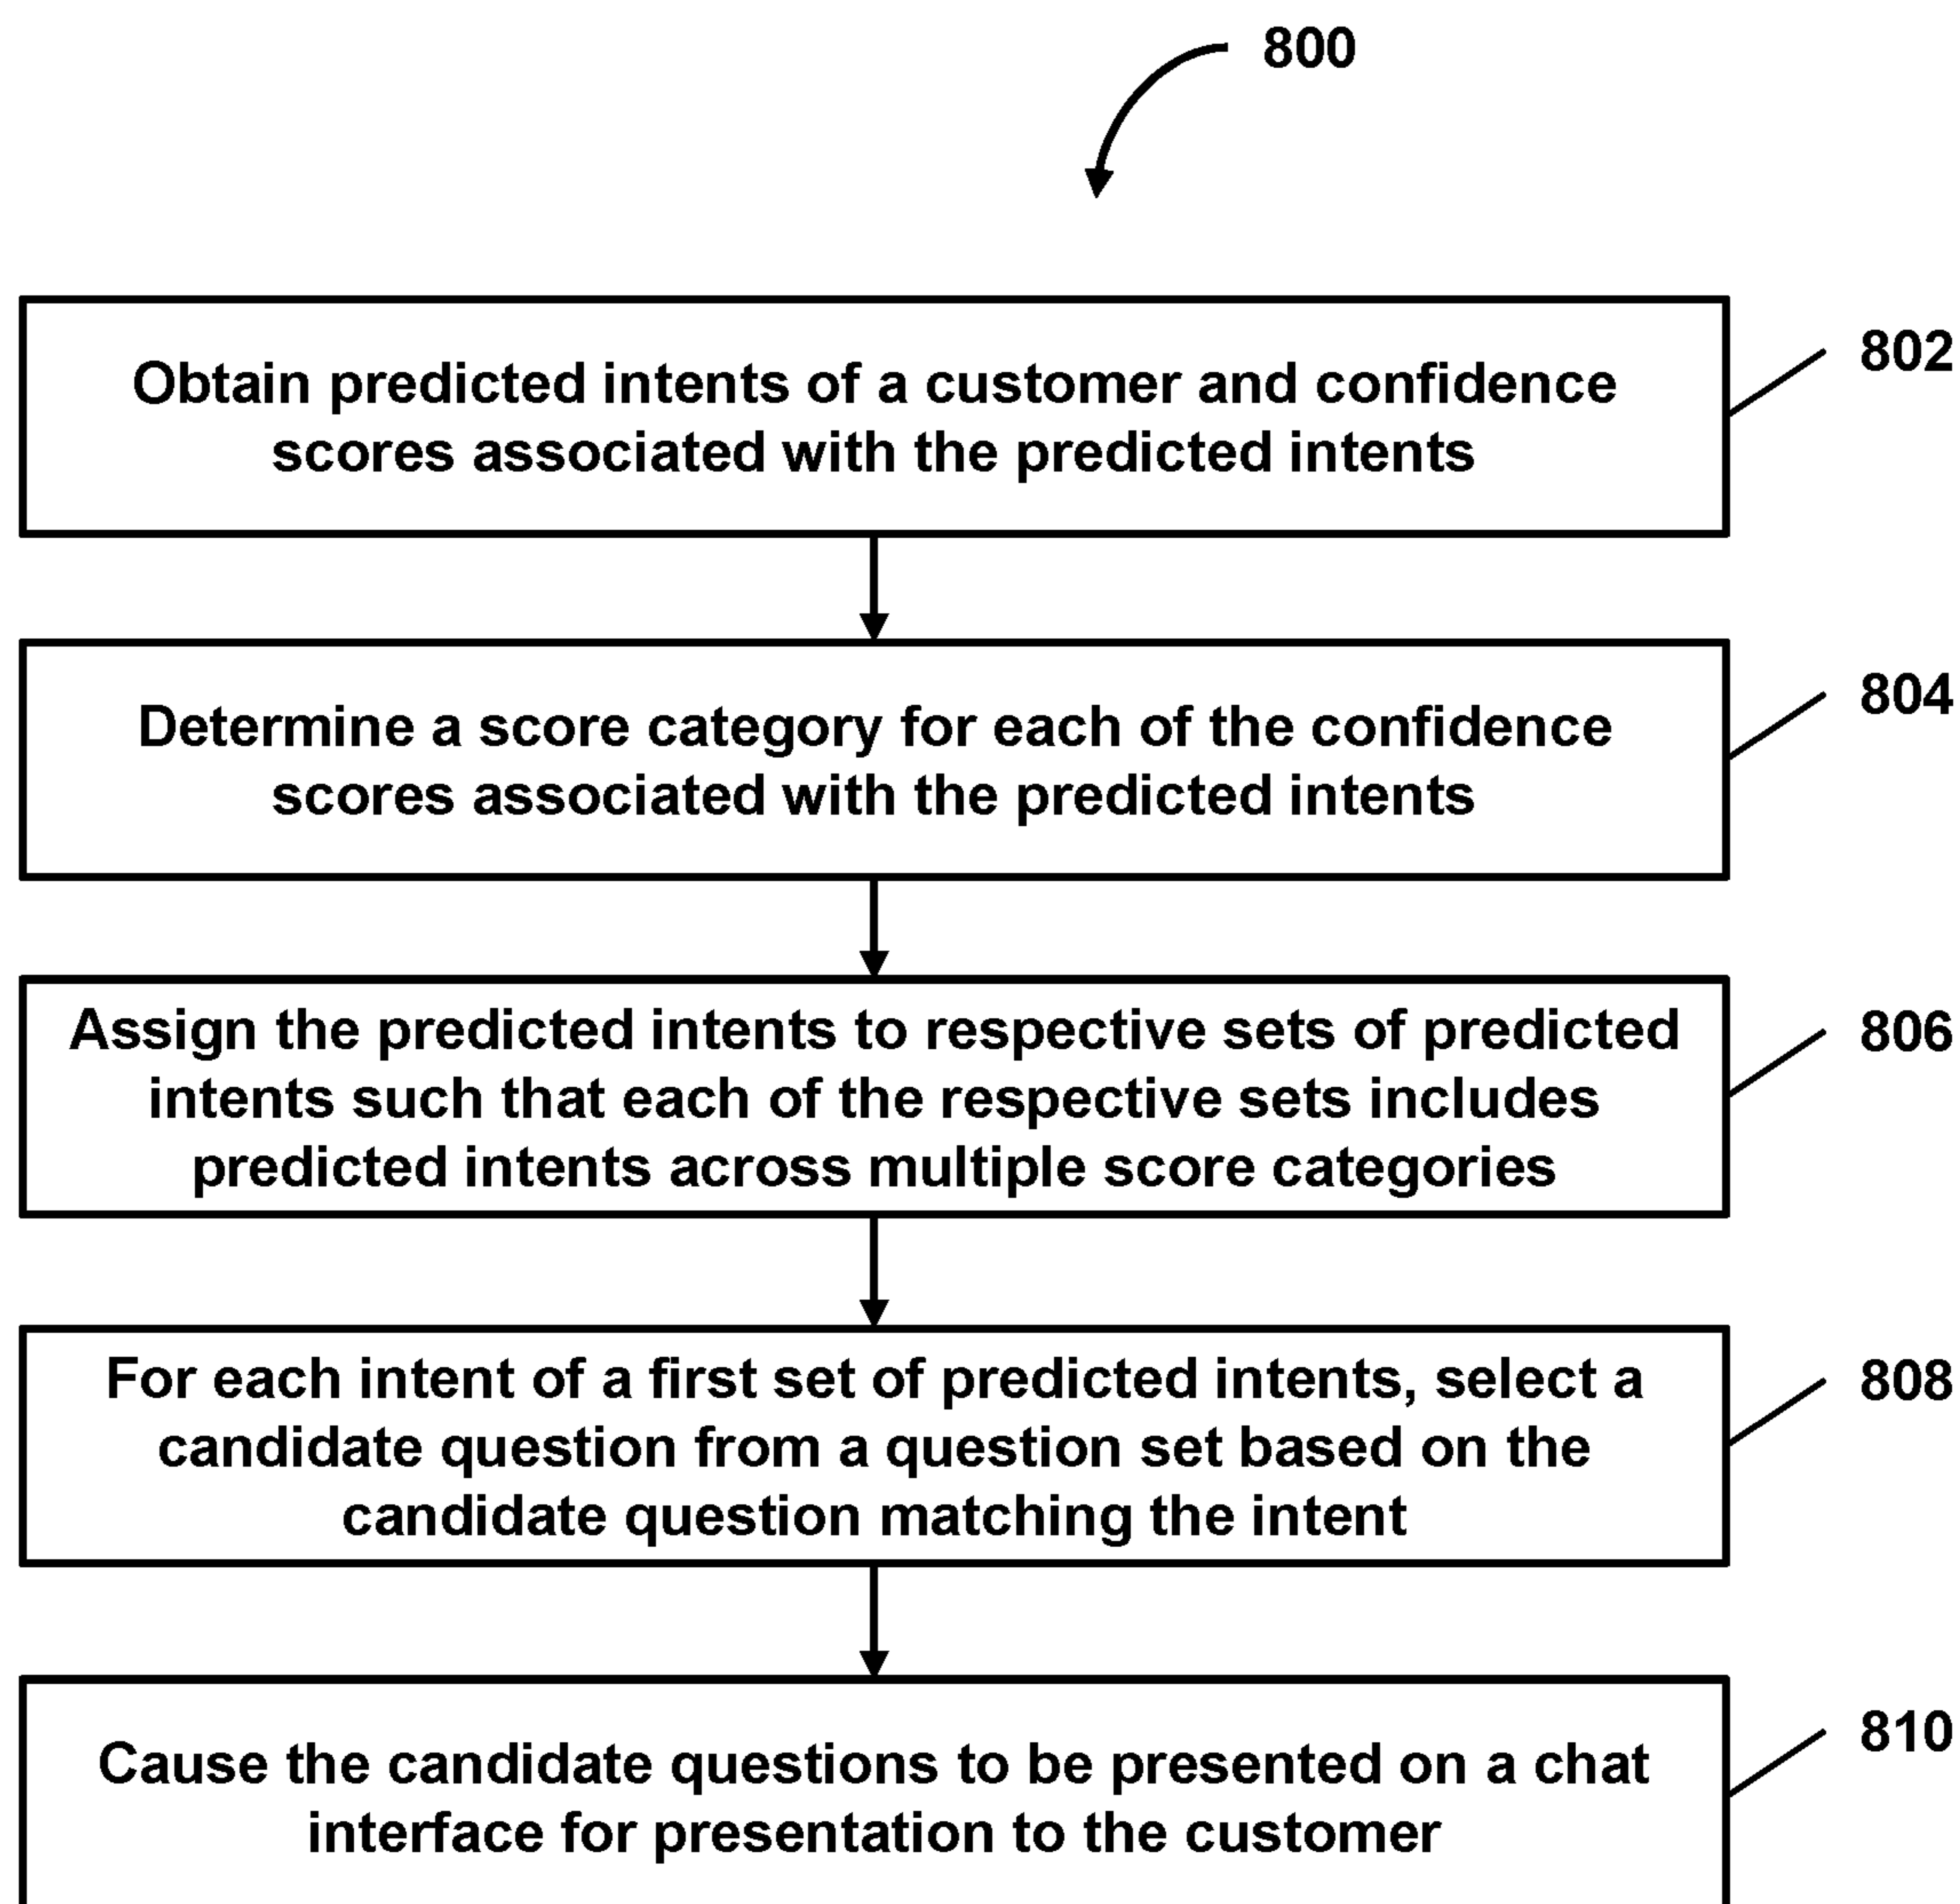 800
Obtain predicted intents of a customer and confidence
scores associated with the predicted intents
802
Determine a score category for each of the confidence
scores associated with the predicted intents
804
Assign the predicted intents to respective sets of predicted
intents such that each of the respective sets includes
predicted intents across multiple score categories
806
For each intent of a first set of predicted intents, select a
candidate question from a question set based on the
candidate question matching the intent
808
Cause the candidate questions to be presented on a chat
interface for presentation to the customer
810